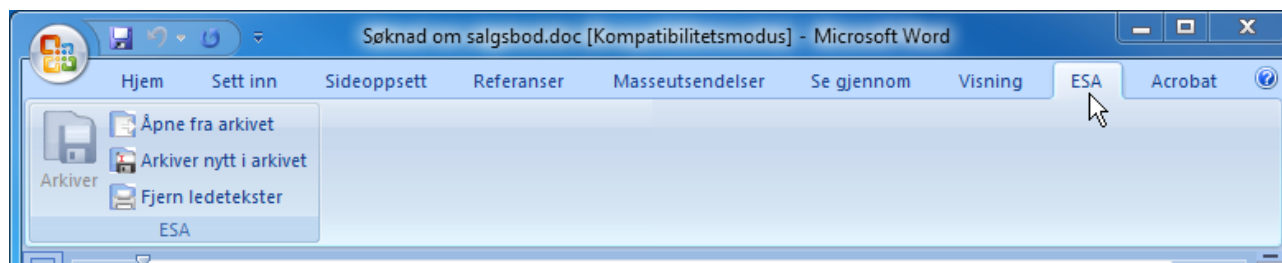 Søknad om salgsbod.doc [Kompatibilitetsmodus] - Microsoft Word
Hjem Sett inn Sideoppsett Referanser Masseutsendelser Se gjennom Visning ESA Acrobat
Åpne fra arkivet
Arkiver nytt i arkivet
Arkiver
Fjern ledetekster
ESA